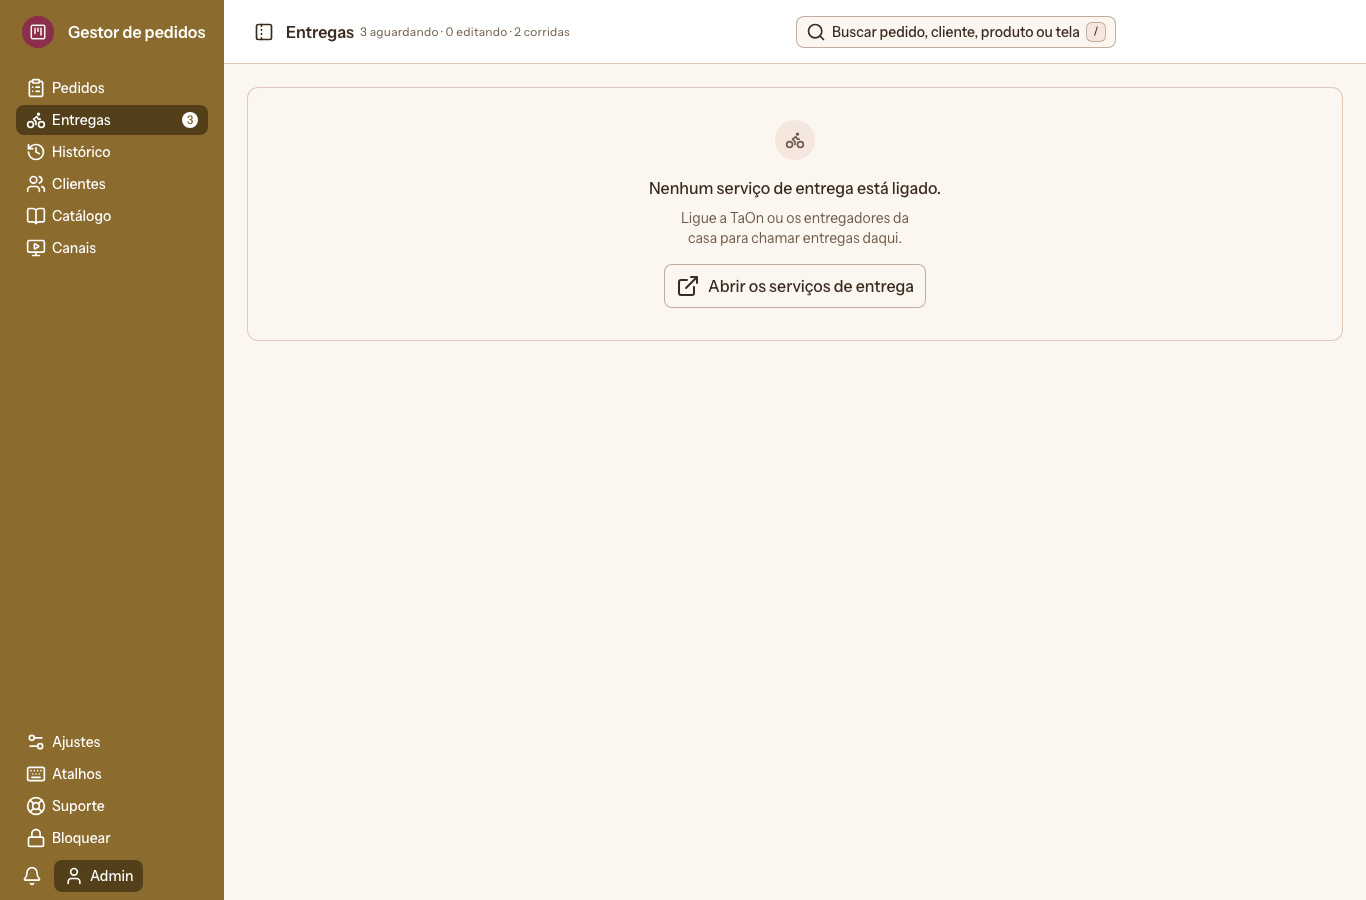 Gestor de pedidos
Pedidos
Entregas 3
Histórico
Clientes
Catálogo
Canais
Ajustes
Atalhos
Suporte
Bloquear
Admin
Entregas 3 aguardando · 0 editando · 2 corridas
Buscar pedido, cliente, produto ou tela /
Nenhum serviço de entrega está ligado.
Ligue a TaOn ou os entregadores da
casa para chamar entregas daqui.
Abrir os serviços de entrega